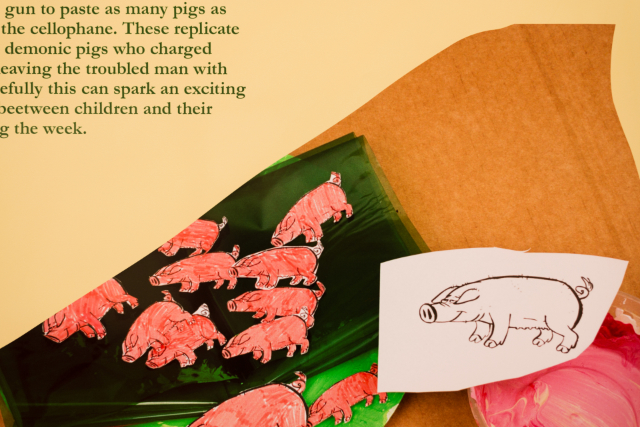 gun to paste as many pigs as
the cellophane. These replicate
demonic pigs who charged
eaving the troubled man with
efully this can spark an exciting
beetween children and their
g the week.